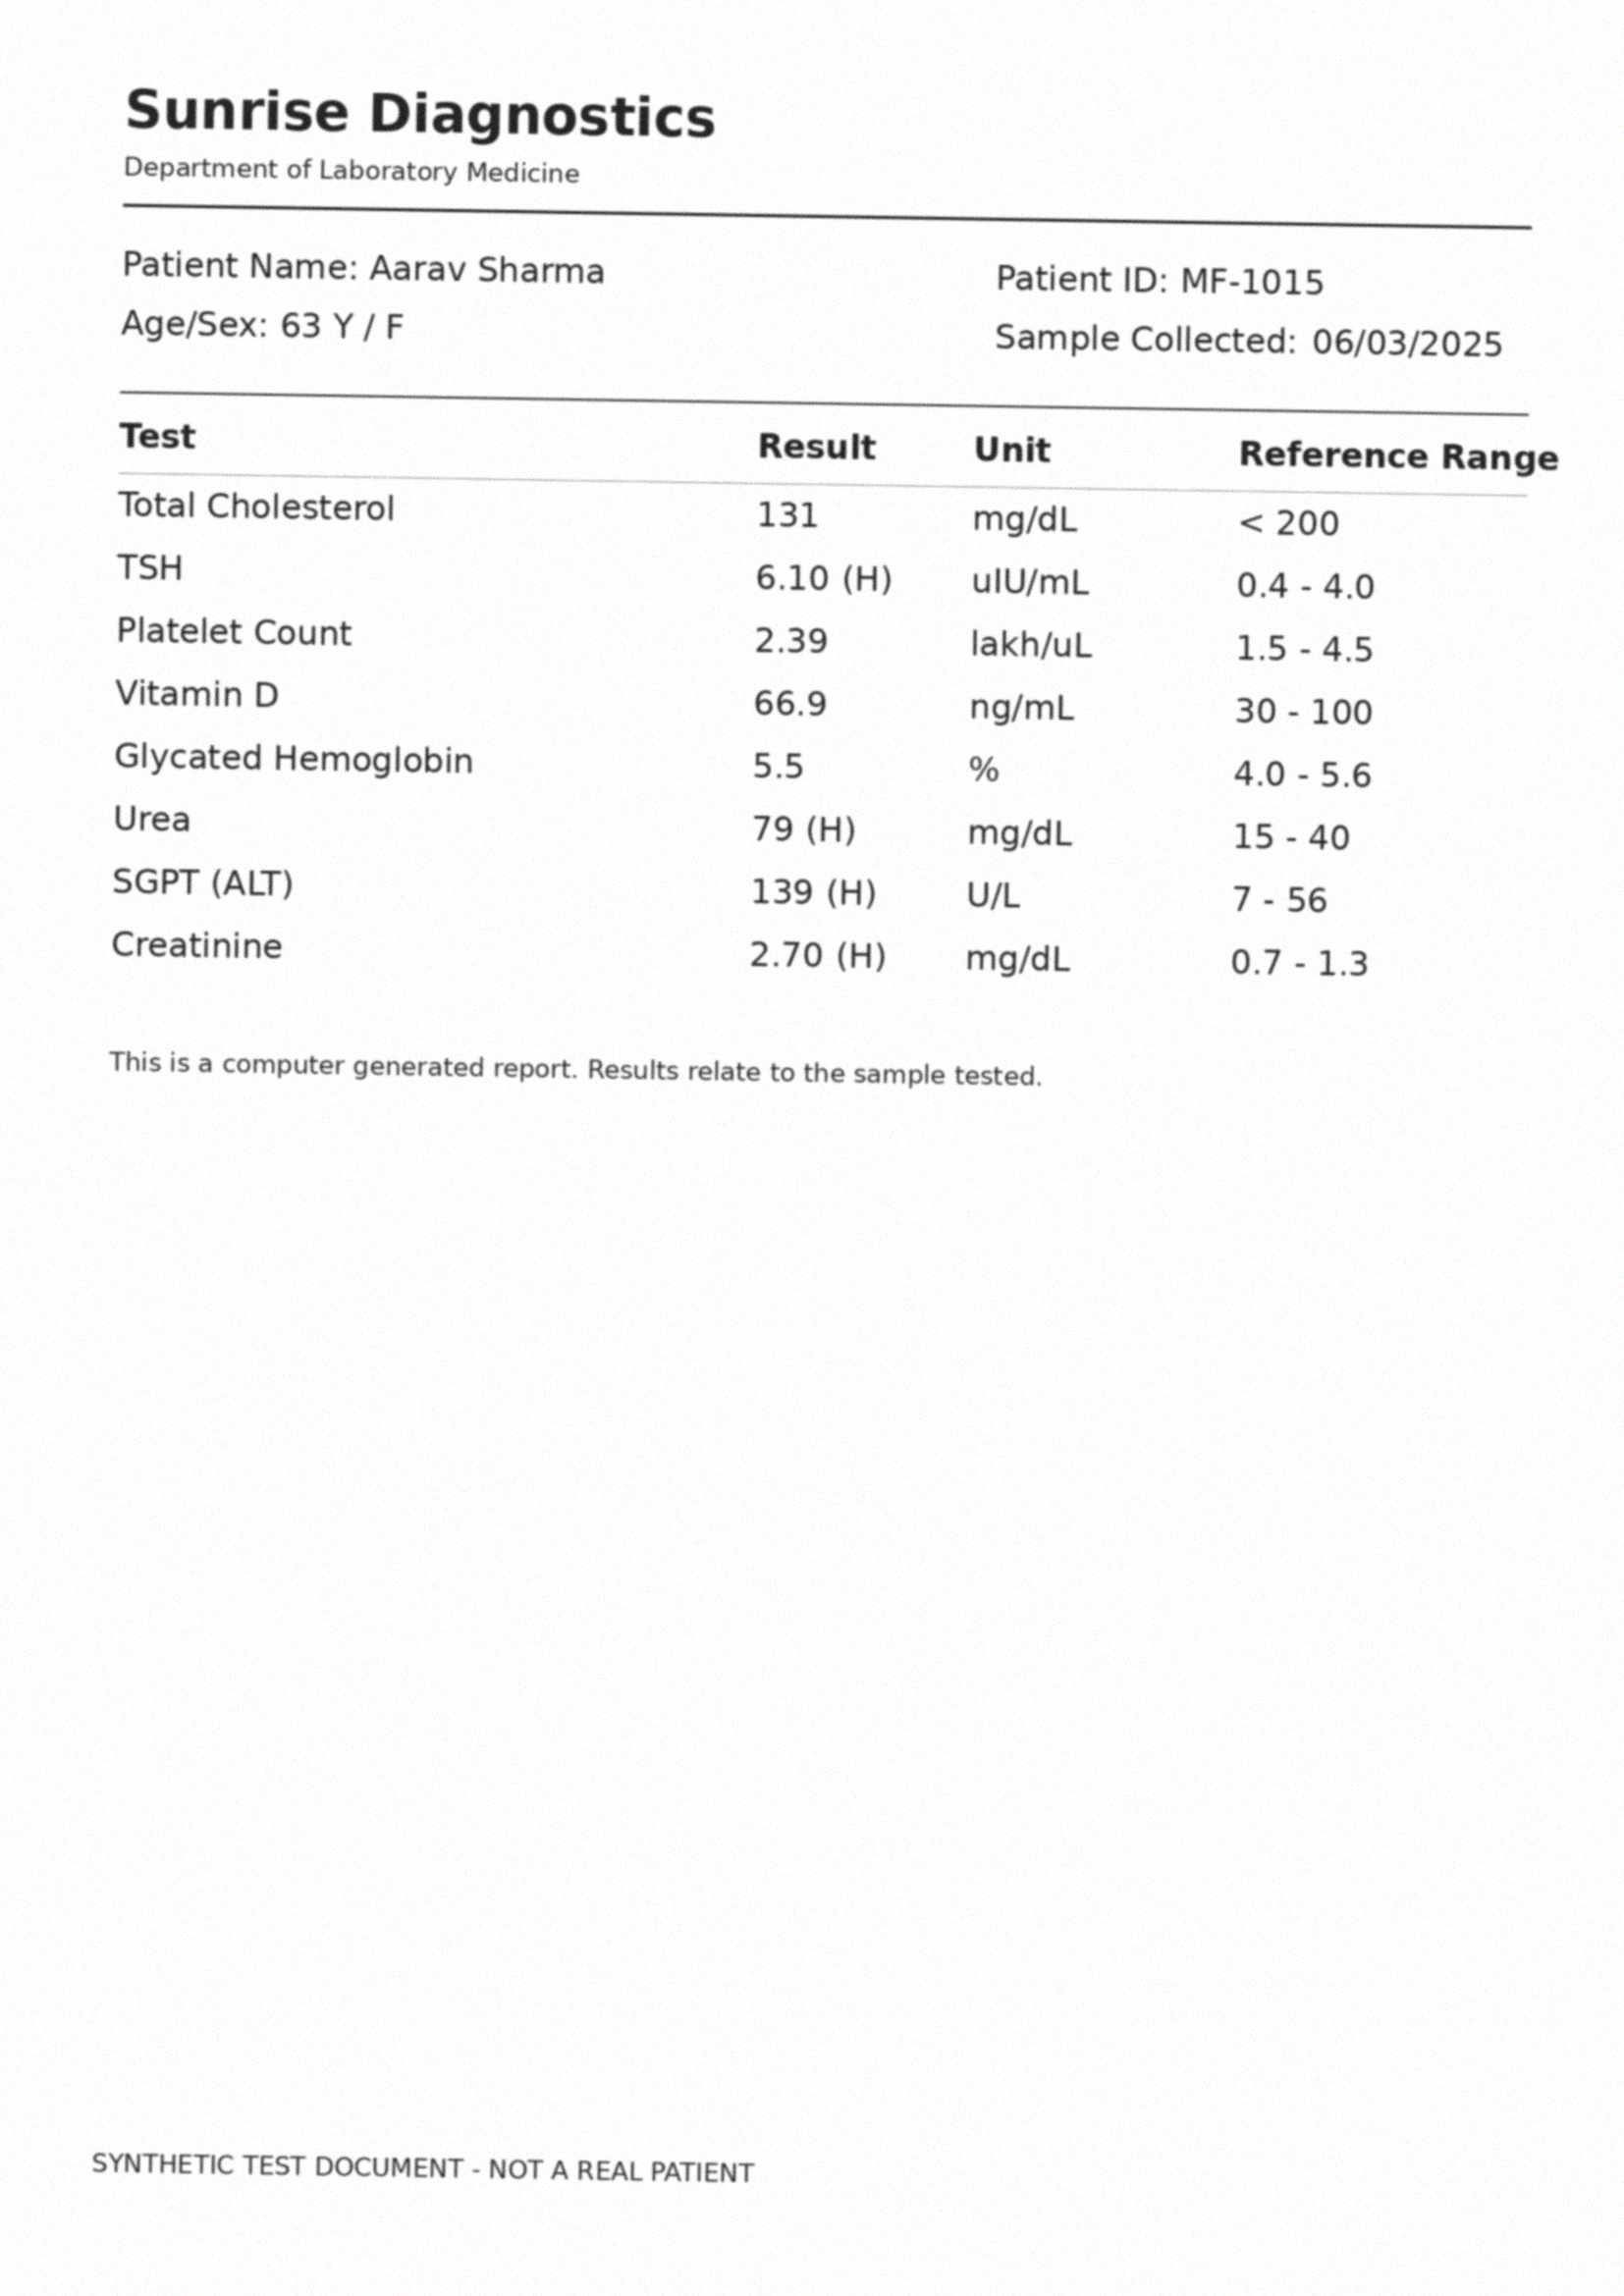 Sunrise Diagnostics
Department of Laboratory Medicine
Patient Name: Aarav Sharma Patient ID: MF-1015
Age/Sex: 63 Y / F Sample Collected: 06/03/2025
Test Result Unit Reference Range
Total Cholesterol 131 mg/dL < 200
TSH 6.10 (H) uIU/mL 0.4 - 4.0
Platelet Count 2.39 lakh/uL 1.5 - 4.5
Vitamin D 66.9 ng/mL 30 - 100
Glycated Hemoglobin 5.5 % 4.0 - 5.6
Urea 79 (H) mg/dL 15 - 40
SGPT (ALT) 139 (H) U/L 7 - 56
Creatinine 2.70 (H) mg/dL 0.7 - 1.3
This is a computer generated report. Results relate to the sample tested.
SYNTHETIC TEST DOCUMENT - NOT A REAL PATIENT